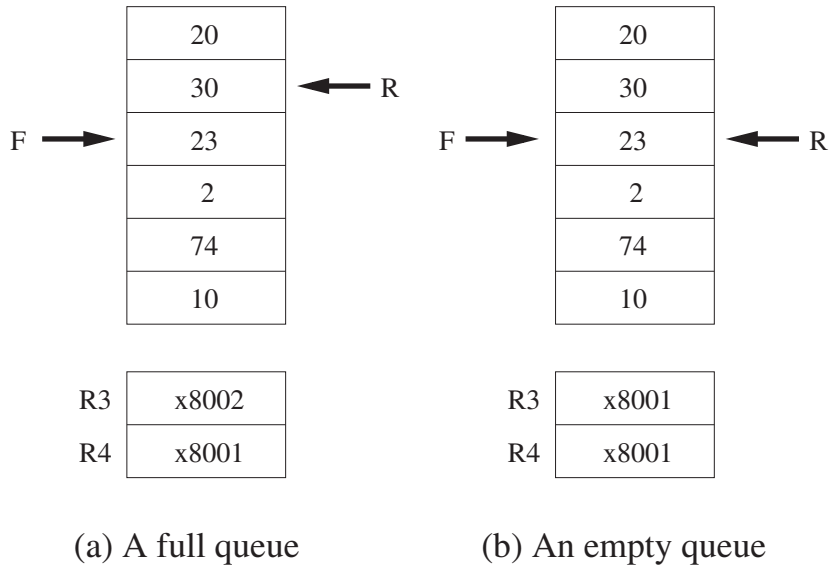 20 20
30 R 30
F 23 F 23 R
2 2
74 74
10 10
R3 x8002 R3 x8001
R4 x8001 R4 x8001
(a) A full queue (b) An empty queue